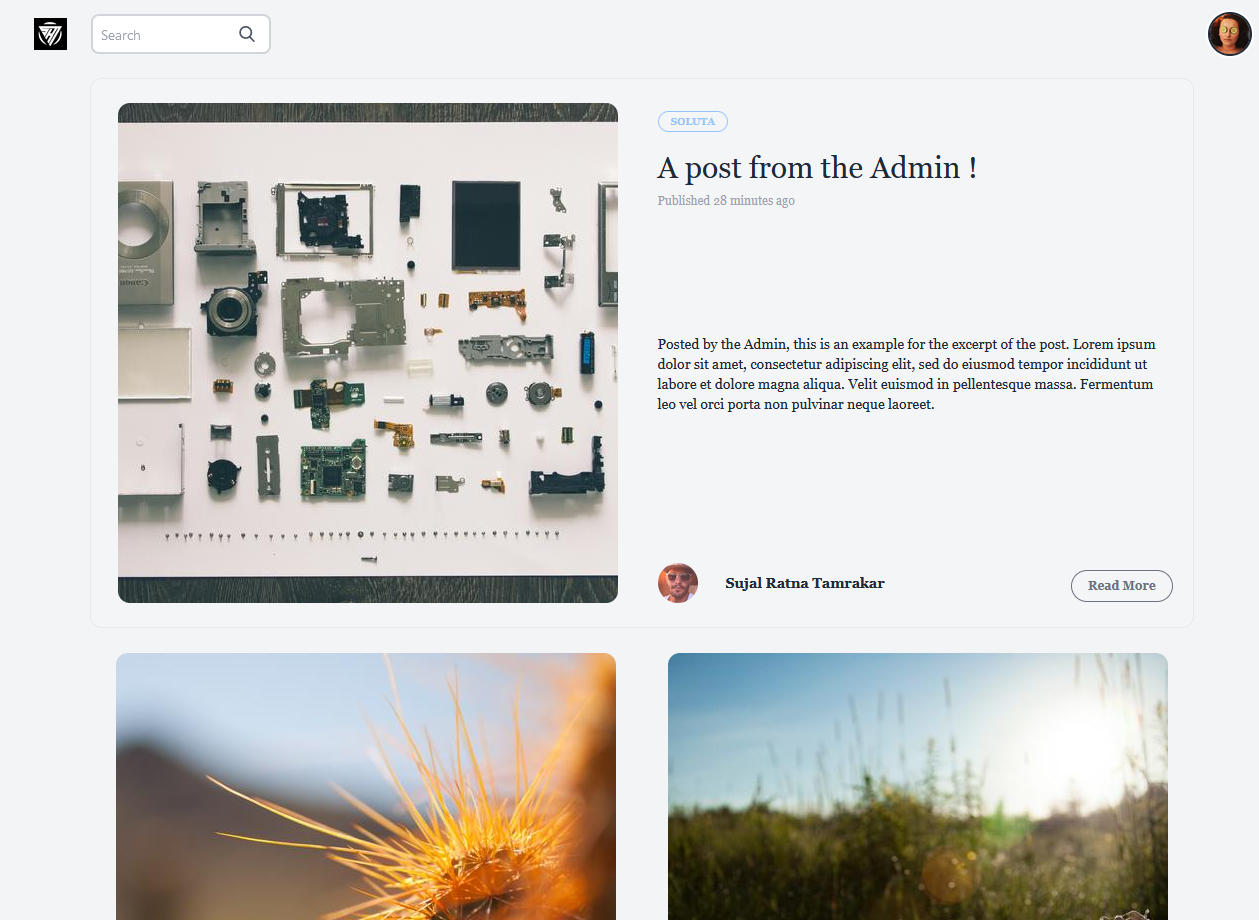 Search
SOLUTA
A post from the Admin !
Published 28 minutes ago
Posted by the Admin, this is an example for the excerpt of the post. Lorem ipsum
dolor sit amet, consectetur adipiscing elit, sed do eiusmod tempor incididunt ut
labore et dolore magna aliqua. Velit euismod in pellentesque massa. Fermentum
leo vel orci porta non pulvinar neque laoreet.
Sujal Ratna Tamrakar
Read More
Canon